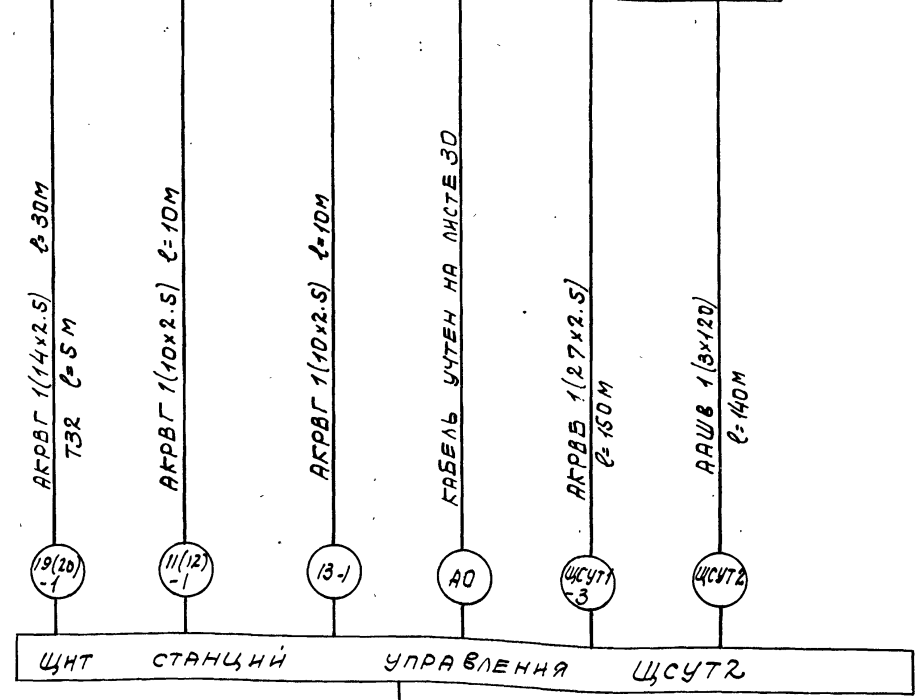 АКРВГ 1(14х2.5) ℓ=30М
Т32 ℓ=5М
АКРВГ 1(10х2.5) ℓ=10М
АКРВГ 1(10х2.5) ℓ=10М
КАБЕЛЬ УЧТЕН НА ЛИСТЕ 30
АКРВБ 1(27х2.5)
ℓ=150М
ААШВ 1(3х120)
ℓ=140М
19(20)
-1
11(12)
-1
13-1
А0
ЩСУТ1
-3
ЩСУТ2
ЩИТ СТАНЦИЙ УПРАВЛЕНИЯ ЩСУТ2